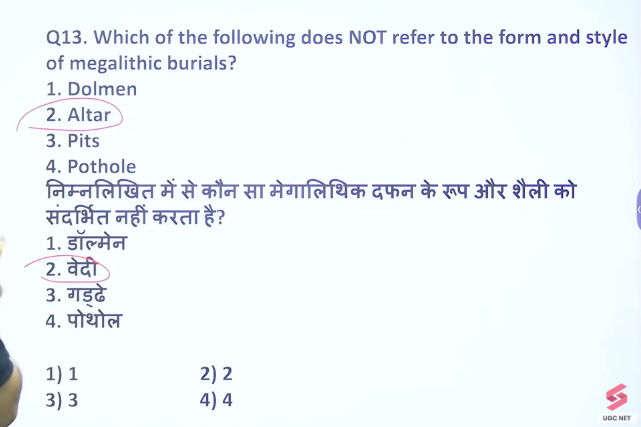 Q13. Which of the following does NOT refer to the form and style
of megalithic burials?
1. Dolmen
2. Altar
3. Pits
4. Pothole
निम्नलिखित में से कौन सा मेगालिथिक दफन के रूप और शैली को
संदर्भित नहीं करता है?
1. डॉल्मेन
2. वेदी
3. गड्ढे
4. पोथोल
1) 1 2) 2
3) 3 4) 4
UGC NET